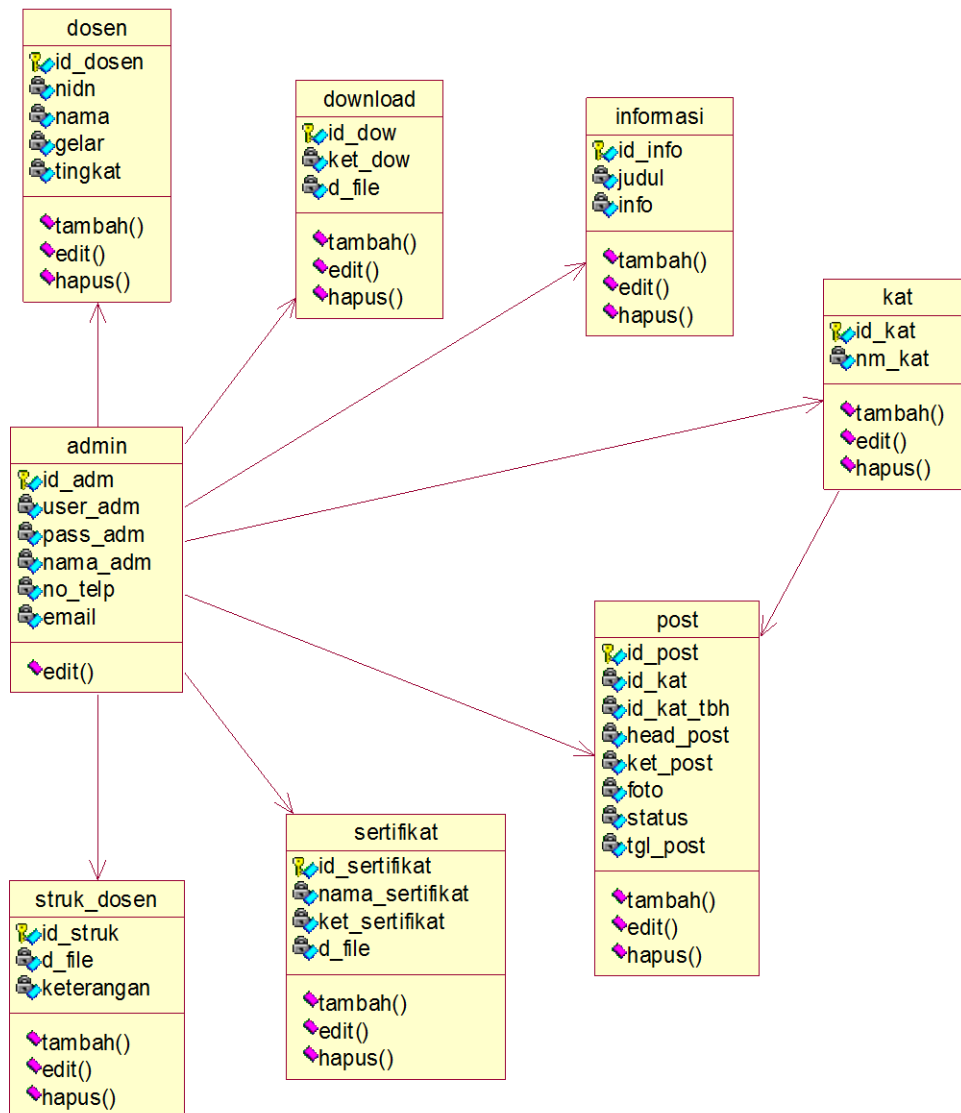 dosen
id_dosen
nidn
nama
gelar
tingkat
tambah()
edit()
hapus()
download
id_dow
ket_dow
d_file
tambah()
edit()
hapus()
informasi
id_info
judul
info
tambah()
edit()
hapus()
kat
id_kat
nm_kat
tambah()
edit()
hapus()
admin
id_adm
user_adm
pass_adm
nama_adm
no_telp
email
edit()
post
id_post
id_kat
id_kat_tbh
head_post
ket_post
foto
status
tgl_post
tambah()
edit()
hapus()
sertifikat
id_sertifikat
nama_sertifikat
ket_sertifikat
d_file
tambah()
edit()
hapus()
struk_dosen
id_struk
d_file
keterangan
tambah()
edit()
hapus()